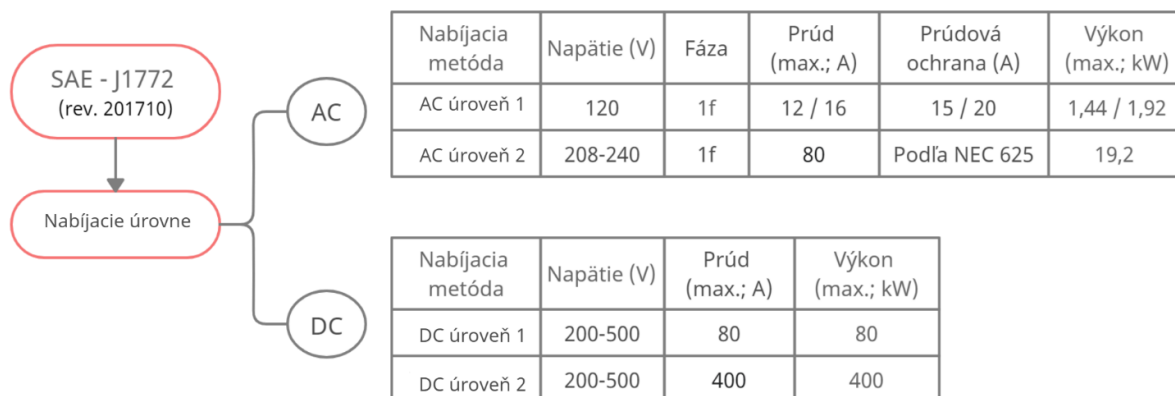 SAE - J1772
(rev. 201710)
Nabíjacie úrovne
AC
DC
Nabíjacia metóda Napätie (V) Fáza Prúd (max.; A) Prúdová ochrana (A) Výkon (max.; kW)
AC úroveň 1 120 1f 12 / 16 15 / 20 1,44 / 1,92
AC úroveň 2 208-240 1f 80 Podľa NEC 625 19,2
Nabíjacia metóda Napätie (V) Prúd (max.; A) Výkon (max.; kW)
DC úroveň 1 200-500 80 80
DC úroveň 2 200-500 400 400